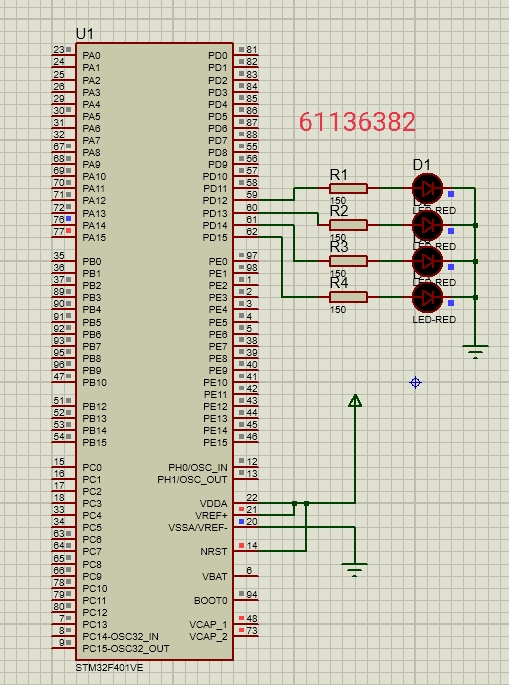 U1
23 PA0 PD0 81
24 PA1 PD1 82
25 PA2 PD2 83
26 PA3 PD3 84
29 PA4 PD4 85
30 PA5 PD5 86
31 PA6 PD6 87
32 PA7 PD7 88
67 PA8 PD8 55
68 PA9 PD9 56
69 PA10 PD10 57
70 PA11 PD11 58
71 PA12 PD12 59
72 PA13 PD13 60
76 PA14 PD14 61
77 PA15 PD15 62
61136382
R1
150
D1
LED-RED
R2
150
LED-RED
R3
150
LED-RED
R4
150
LED-RED
35 PB0 PE0 97
36 PB1 PE1 98
37 PB2 PE2 1
89 PB3 PE3 2
90 PB4 PE4 3
91 PB5 PE5 4
92 PB6 PE6 5
93 PB7 PE7 38
95 PB8 PE8 39
96 PB9 PE9 40
47 PB10 PE10 41
PE11 42
51 PB12 PE12 43
52 PB13 PE13 44
53 PB14 PE14 45
54 PB15 PE15 46
15 PC0 PH0/OSC_IN 12
16 PC1 PH1/OSC_OUT 13
17 PC2
18 PC3 VDDA 22
33 PC4 VREF+ 21
34 PC5 VSSA/VREF- 20
63 PC6
64 PC7 NRST 14
65 PC8
66 PC9 VBAT 6
78 PC10
79 PC11 BOOT0 94
80 PC12
7 PC13 VCAP_1 48
8 PC14-OSC32_IN VCAP_2 73
9 PC15-OSC32_OUT
STM32F401VE